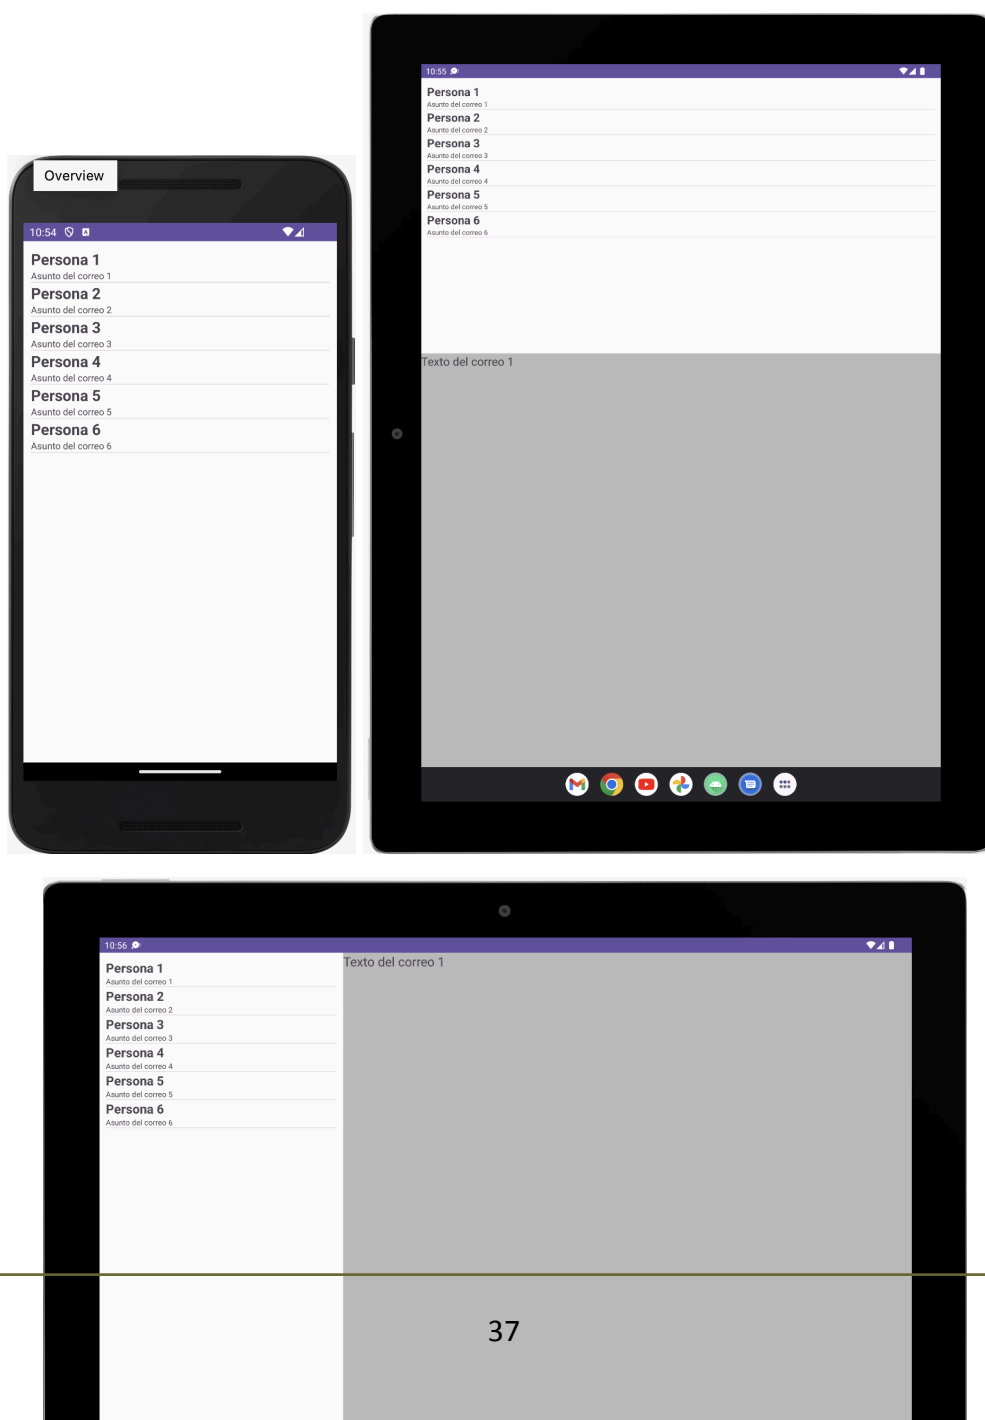 Overview
10:54
Persona 1
Asunto del correo 1
Persona 2
Asunto del correo 2
Persona 3
Asunto del correo 3
Persona 4
Asunto del correo 4
Persona 5
Asunto del correo 5
Persona 6
Asunto del correo 6
10:55
Persona 1
Asunto del correo 1
Persona 2
Asunto del correo 2
Persona 3
Asunto del correo 3
Persona 4
Asunto del correo 4
Persona 5
Asunto del correo 5
Persona 6
Asunto del correo 6
Texto del correo 1
10:56
Persona 1
Asunto del correo 1
Persona 2
Asunto del correo 2
Persona 3
Asunto del correo 3
Persona 4
Asunto del correo 4
Persona 5
Asunto del correo 5
Persona 6
Asunto del correo 6
Texto del correo 1
37